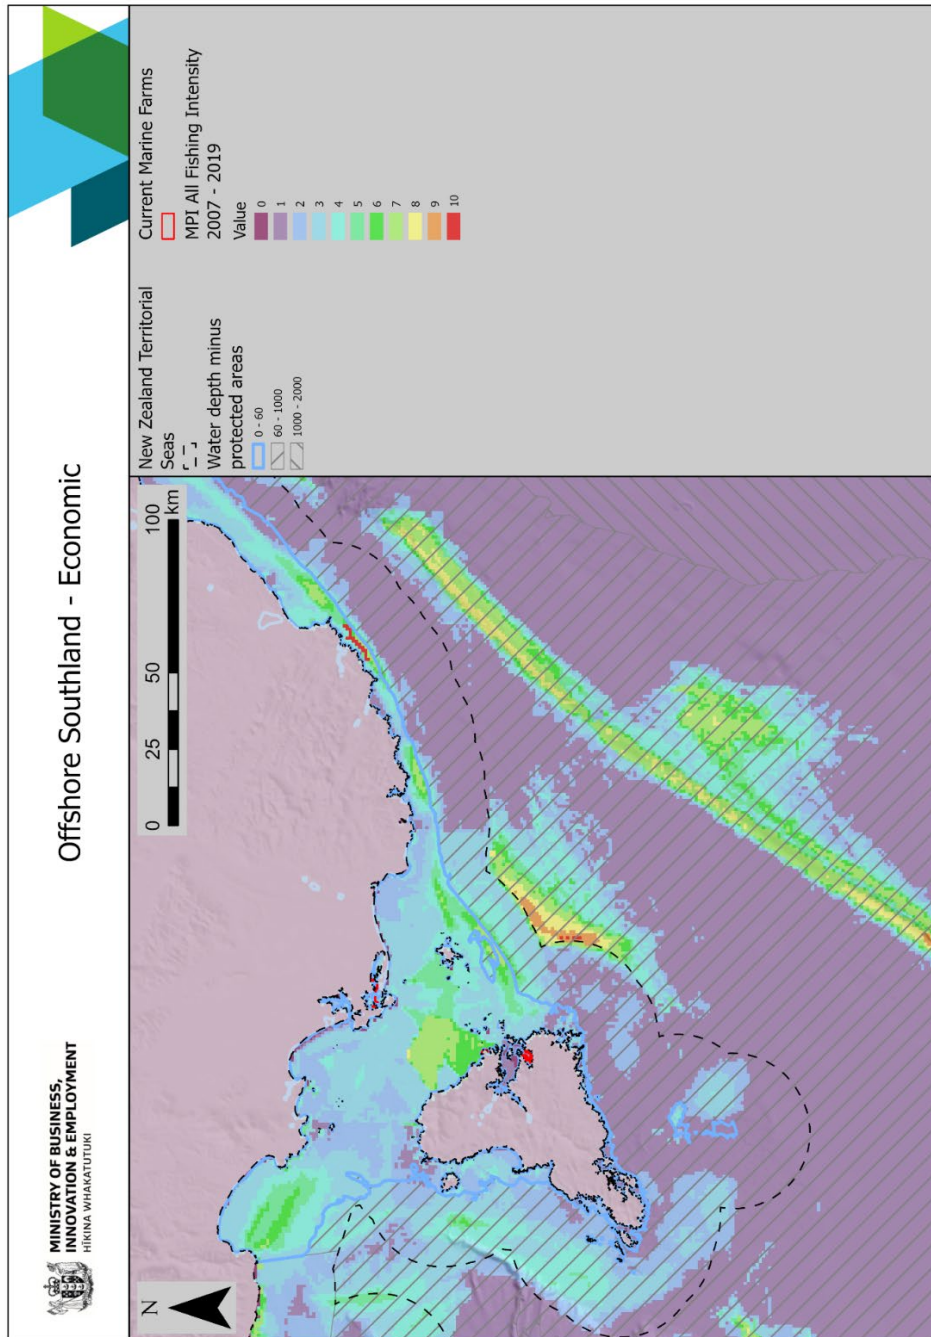 MINISTRY OF BUSINESS,
INNOVATION & EMPLOYMENT
HĪKINA WHAKATUTUKI
Offshore Southland - Economic
N
0
25
50
100
km
New Zealand Territorial
Seas
Water depth minus
protected areas
0 - 60
60 - 1000
1000 - 2000
Current Marine Farms
MPI All Fishing Intensity
2007 - 2019
Value
0
1
2
3
4
5
6
7
8
9
10